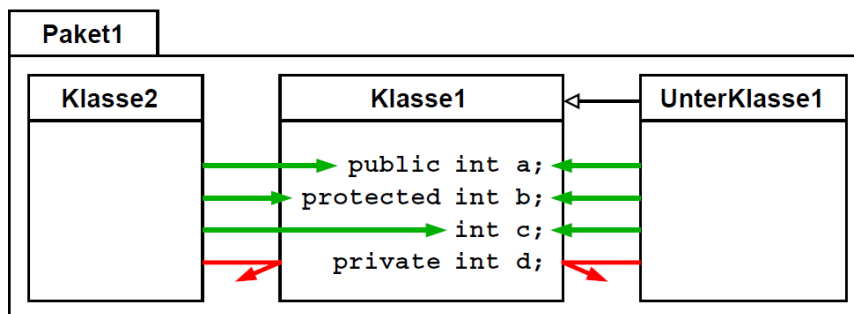 Paket1
Klasse2
Klasse1
UnterKlasse1
public int a;
protected int b;
int c;
private int d;